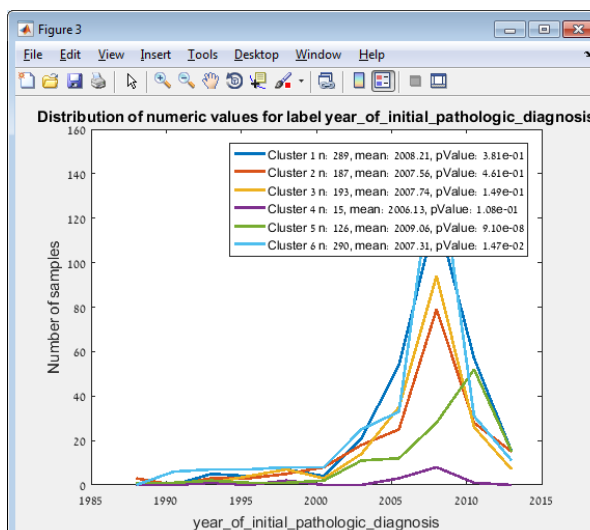 Figure 3
File Edit View Insert Tools Desktop Window Help
Distribution of numeric values for label year_of_initial_pathologic_diagnosis
160
140
120
100
80
60
40
20
0
Number of samples
Cluster 1 n: 289, mean: 2008.21, pValue: 3.81e-01
Cluster 2 n: 187, mean: 2007.56, pValue: 4.61e-01
Cluster 3 n: 193, mean: 2007.74, pValue: 1.49e-01
Cluster 4 n: 15, mean: 2006.13, pValue: 1.08e-01
Cluster 5 n: 126, mean: 2009.06, pValue: 9.10e-08
Cluster 6 n: 290, mean: 2007.31, pValue: 1.47e-02
1985 1990 1995 2000 2005 2010 2015
year_of_initial_pathologic_diagnosis